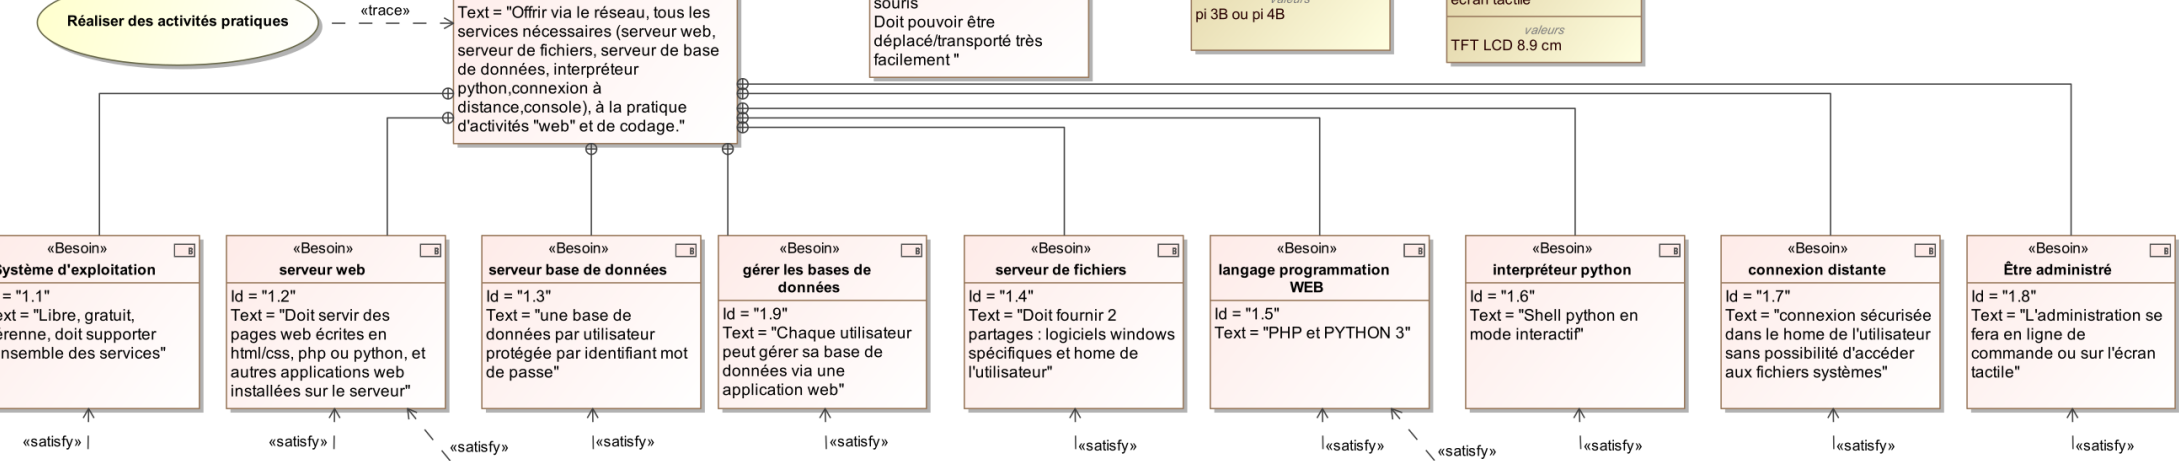 Réaliser des activités pratiques
«trace»
Text = "Offrir via le réseau, tous les
services nécessaires (serveur web,
serveur de fichiers, serveur de base
de données, interpréteur
python,connexion à
distance,console), à la pratique
d'activités "web" et de codage."
souris
Doit pouvoir être
déplacé/transporté très
facilement "
valeurs
pi 3B ou pi 4B
écran tactile
valeurs
TFT LCD 8.9 cm
«Besoin»
Système d'exploitation
= "1.1"
ext = "Libre, gratuit,
érenne, doit supporter
nsemble des services"
«Besoin»
serveur web
Id = "1.2"
Text = "Doit servir des
pages web écrites en
html/css, php ou python, et
autres applications web
installées sur le serveur"
«Besoin»
serveur base de données
Id = "1.3"
Text = "une base de
données par utilisateur
protégée par identifiant mot
de passe"
«Besoin»
gérer les bases de
données
Id = "1.9"
Text = "Chaque utilisateur
peut gérer sa base de
données via une
application web"
«Besoin»
serveur de fichiers
Id = "1.4"
Text = "Doit fournir 2
partages : logiciels windows
spécifiques et home de
l'utilisateur"
«Besoin»
langage programmation
WEB
Id = "1.5"
Text = "PHP et PYTHON 3"
«Besoin»
interpréteur python
Id = "1.6"
Text = "Shell python en
mode interactif"
«Besoin»
connexion distante
Id = "1.7"
Text = "connexion sécurisée
dans le home de l'utilisateur
sans possibilité d'accéder
aux fichiers systèmes"
«Besoin»
Être administré
Id = "1.8"
Text = "L'administration se
fera en ligne de
commande ou sur l'écran
tactile"
«satisfy»
«satisfy»
«satisfy»
«satisfy»
«satisfy»
«satisfy»
«satisfy»
«satisfy»
«satisfy»
«satisfy»
«satisfy»